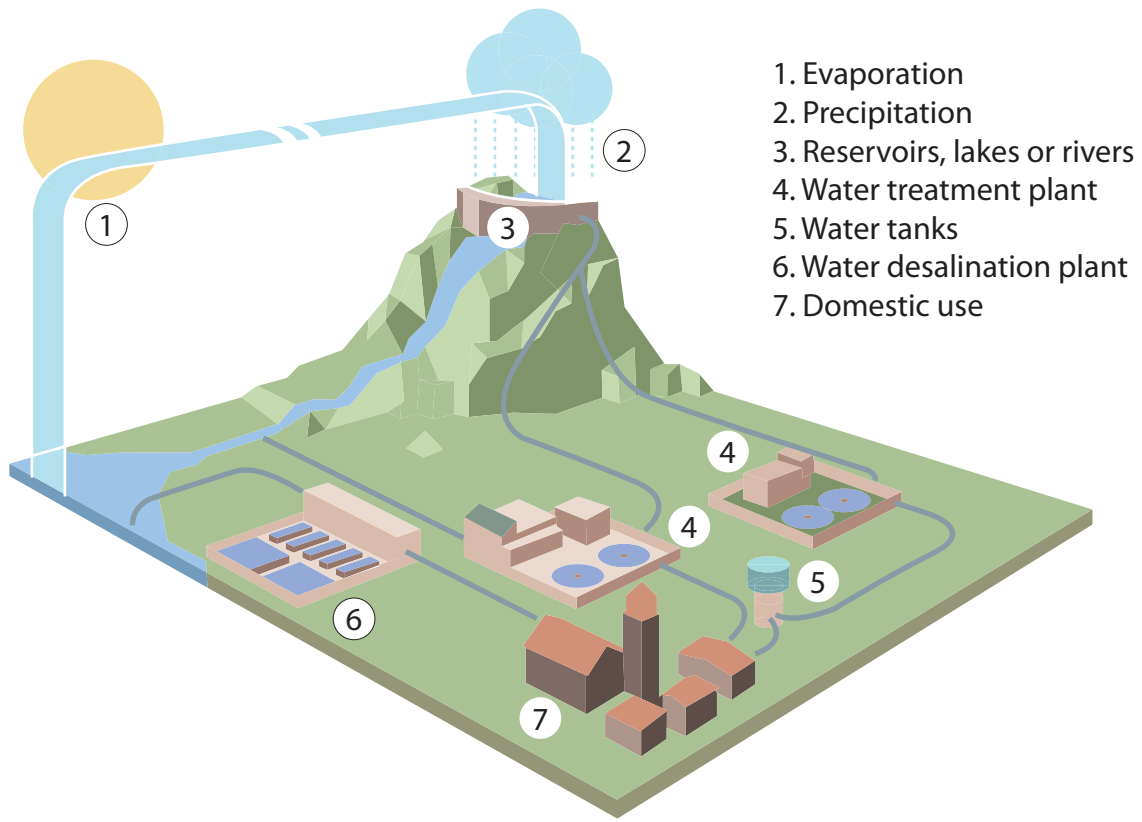 1. Evaporation
2. Precipitation
3. Reservoirs, lakes or rivers
4. Water treatment plant
5. Water tanks
6. Water desalination plant
7. Domestic use
1
2
3
4
4
5
6
7